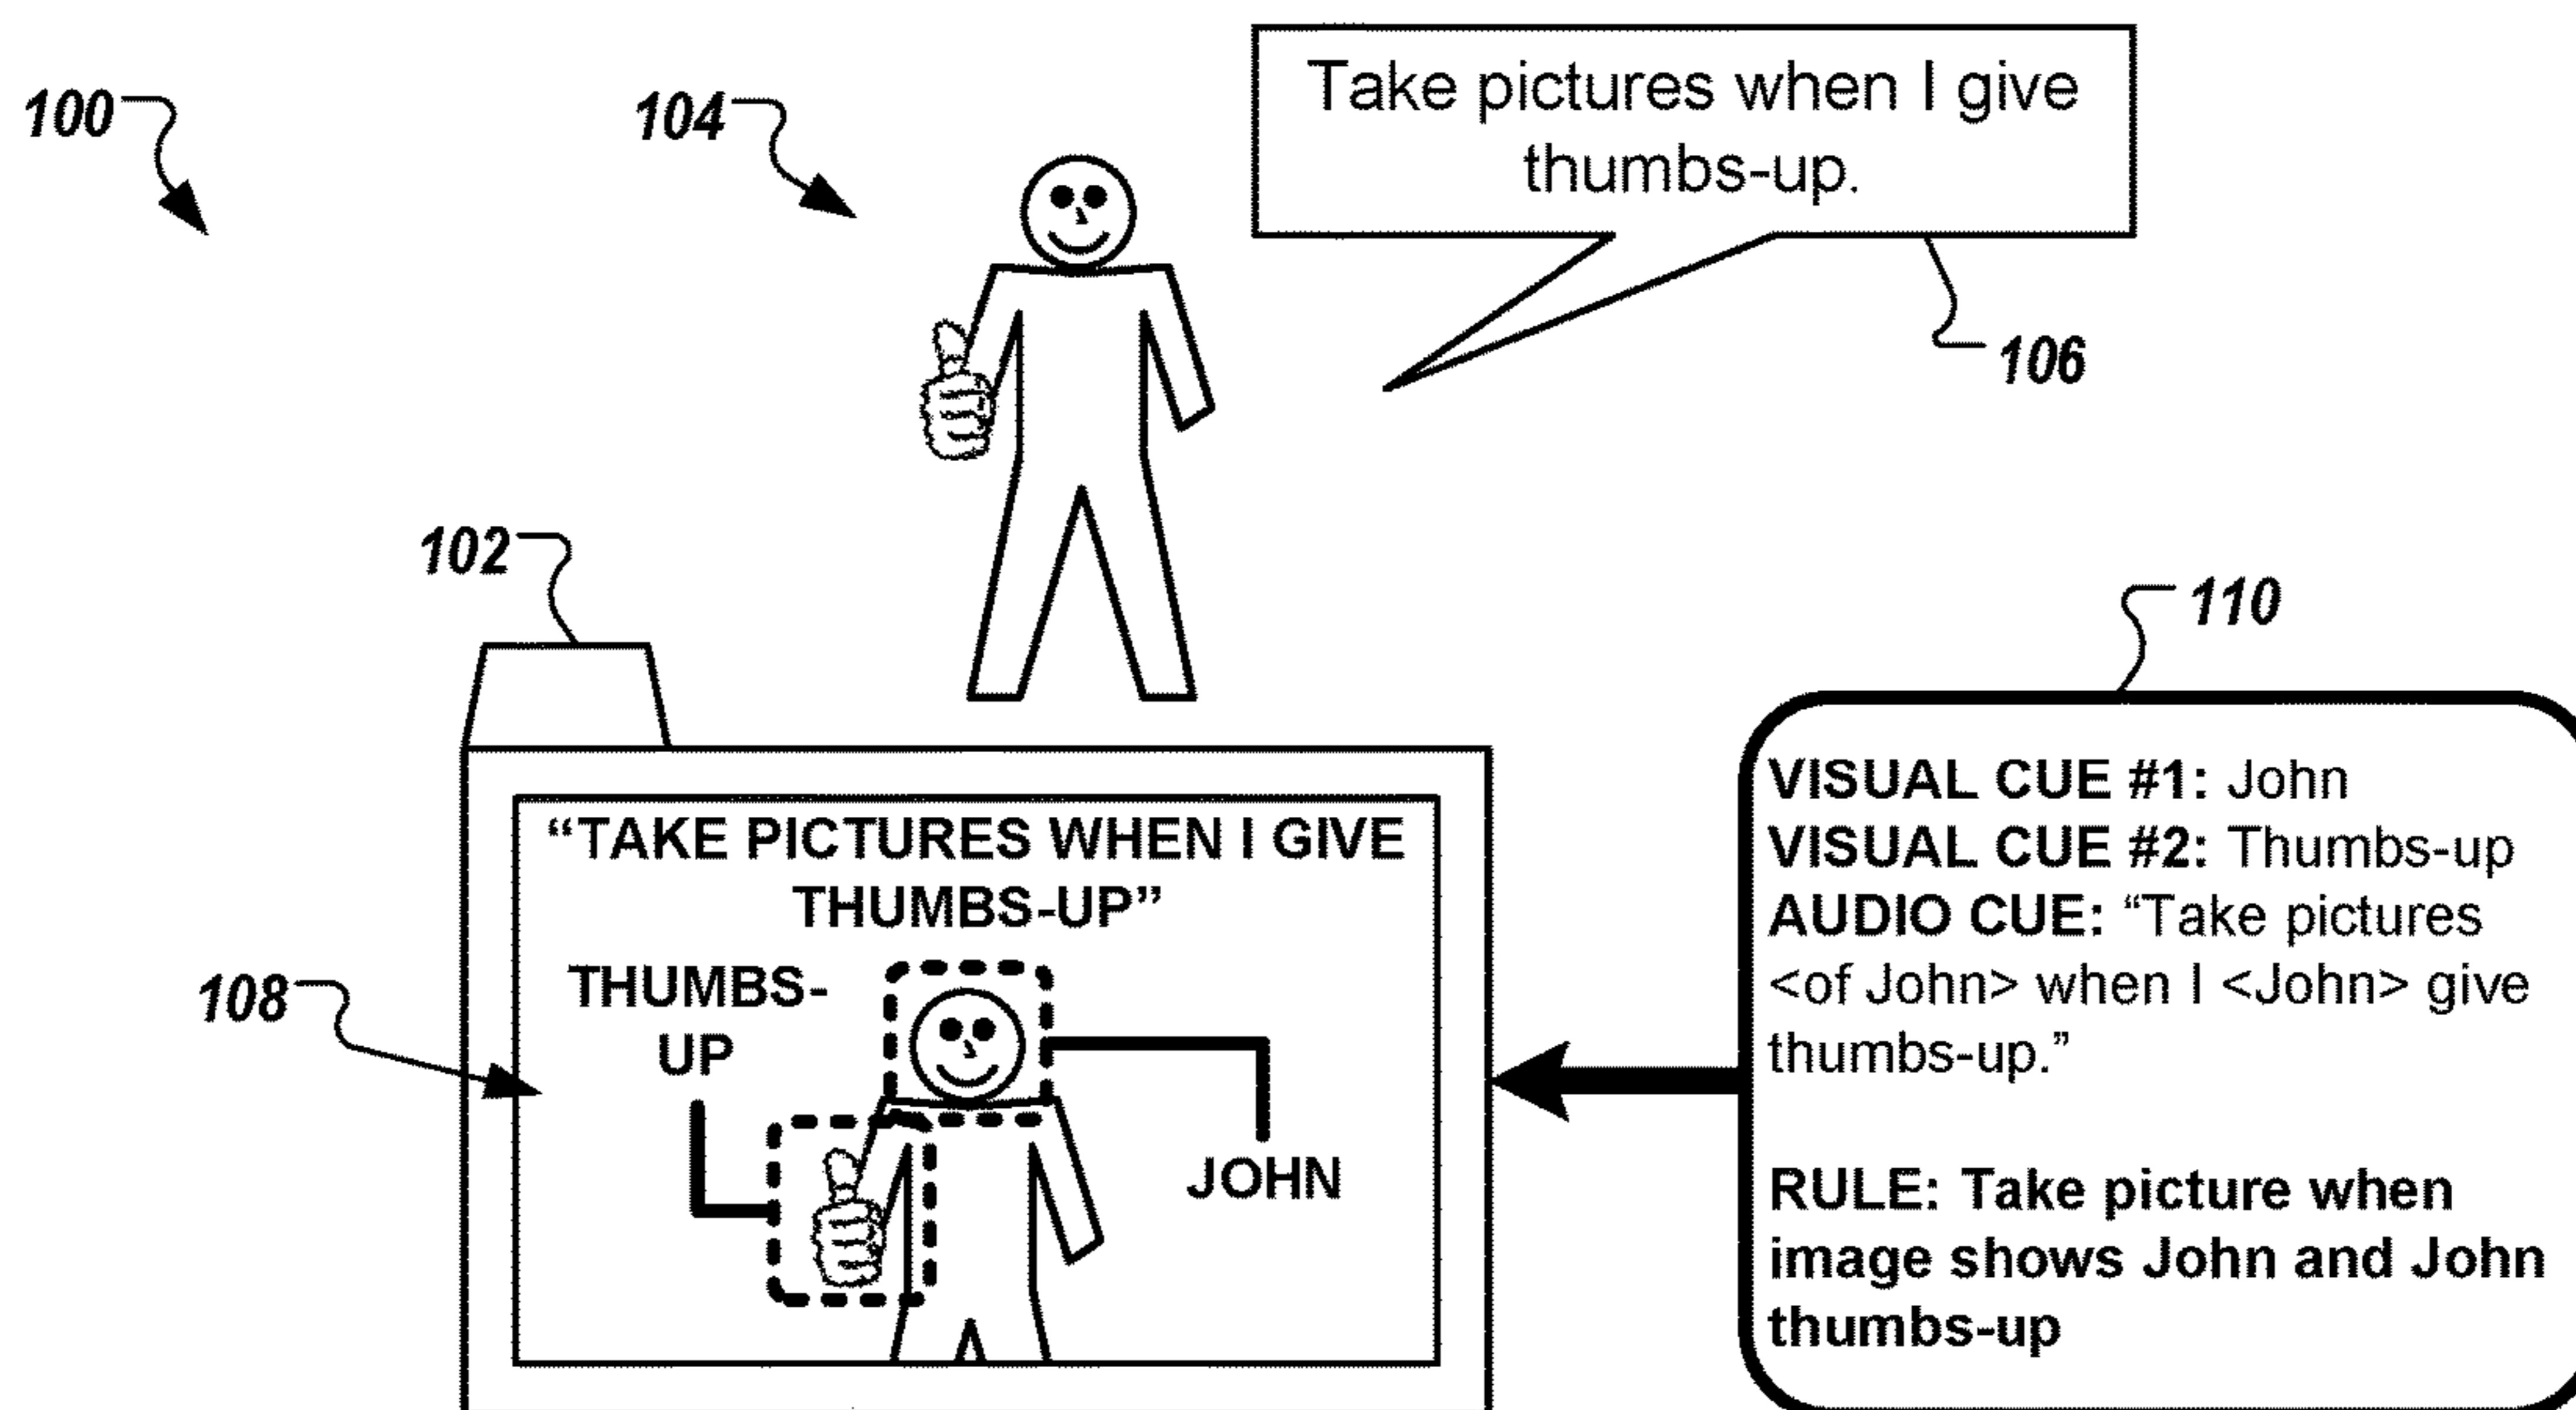 100
104
Take pictures when I give
thumbs-up.
106
102
110
“TAKE PICTURES WHEN I GIVE
THUMBS-UP”
THUMBS-
UP
108
JOHN
VISUAL CUE #1: John
VISUAL CUE #2: Thumbs-up
AUDIO CUE: “Take pictures
<of John> when I <John> give
thumbs-up.”
RULE: Take picture when
image shows John and John
thumbs-up